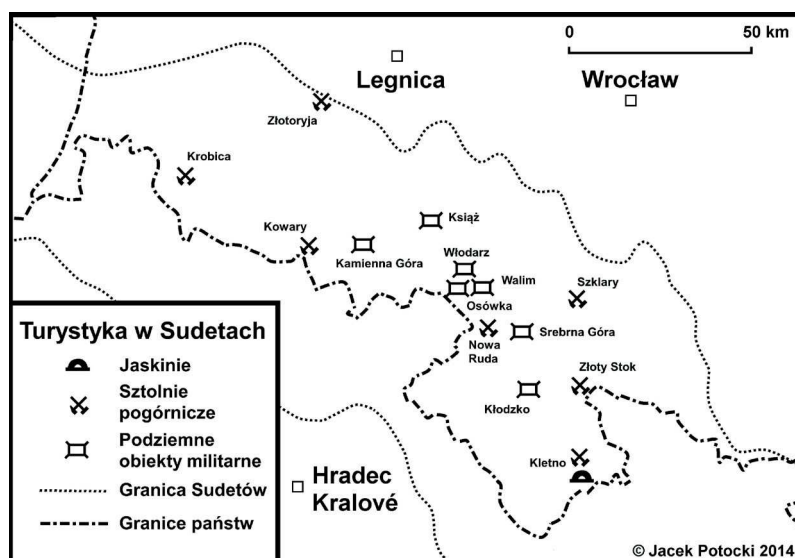 0
50 km
Legnica
Wrocław
Złotoryja
Krobica
Książ
Kowary
Kamienna Góra
Włodarz
Walim
Osówka
Szklary
Nowa
Ruda
Srebrna Góra
Złoty Stok
Kłodzko
Kletno
Hradec
Kralové
Turystyka w Sudetach
Jaskinie
Sztolnie
pogórnicze
Podziemne
obiekty militarne
Granica Sudetów
Granice państw
© Jacek Potocki 2014